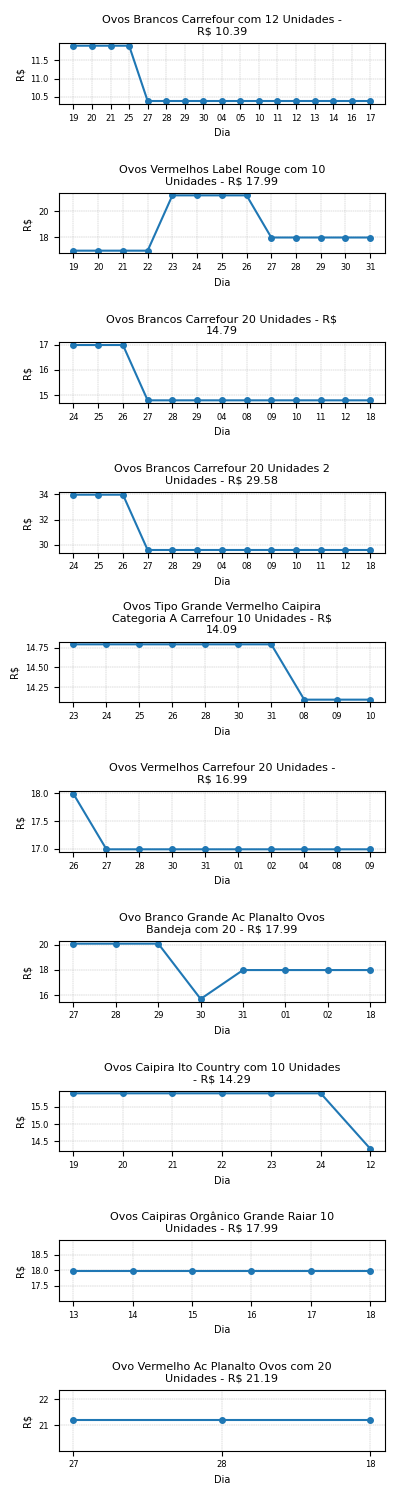 Ovos Brancos Carrefour com 12 Unidades -
R$ 10.39
R$
11.5
11.0
10.5
19 20 21 25 27 28 29 30 04 05 10 11 12 13 14 16 17
Dia
Ovos Vermelhos Label Rouge com 10
Unidades - R$ 17.99
R$
20
18
19 20 21 22 23 24 25 26 27 28 29 30 31
Dia
Ovos Brancos Carrefour 20 Unidades - R$
14.79
R$
17
16
15
24 25 26 27 28 29 04 08 09 10 11 12 18
Dia
Ovos Brancos Carrefour 20 Unidades 2
Unidades - R$ 29.58
R$
34
32
30
24 25 26 27 28 29 04 08 09 10 11 12 18
Dia
Ovos Tipo Grande Vermelho Caipira
Categoria A Carrefour 10 Unidades - R$
14.09
R$
14.75
14.50
14.25
23 24 25 26 28 30 31 08 09 10
Dia
Ovos Vermelhos Carrefour 20 Unidades -
R$ 16.99
R$
18.0
17.5
17.0
26 27 28 30 31 01 02 04 08 09
Dia
Ovo Branco Grande Ac Planalto Ovos
Bandeja com 20 - R$ 17.99
R$
20
18
16
27 28 29 30 31 01 02 18
Dia
Ovos Caipira Ito Country com 10 Unidades
- R$ 14.29
R$
15.5
15.0
14.5
19 20 21 22 23 24 12
Dia
Ovos Caipiras Orgânico Grande Raiar 10
Unidades - R$ 17.99
R$
18.5
18.0
17.5
13 14 15 16 17 18
Dia
Ovo Vermelho Ac Planalto Ovos com 20
Unidades - R$ 21.19
R$
22
21
27 28 18
Dia